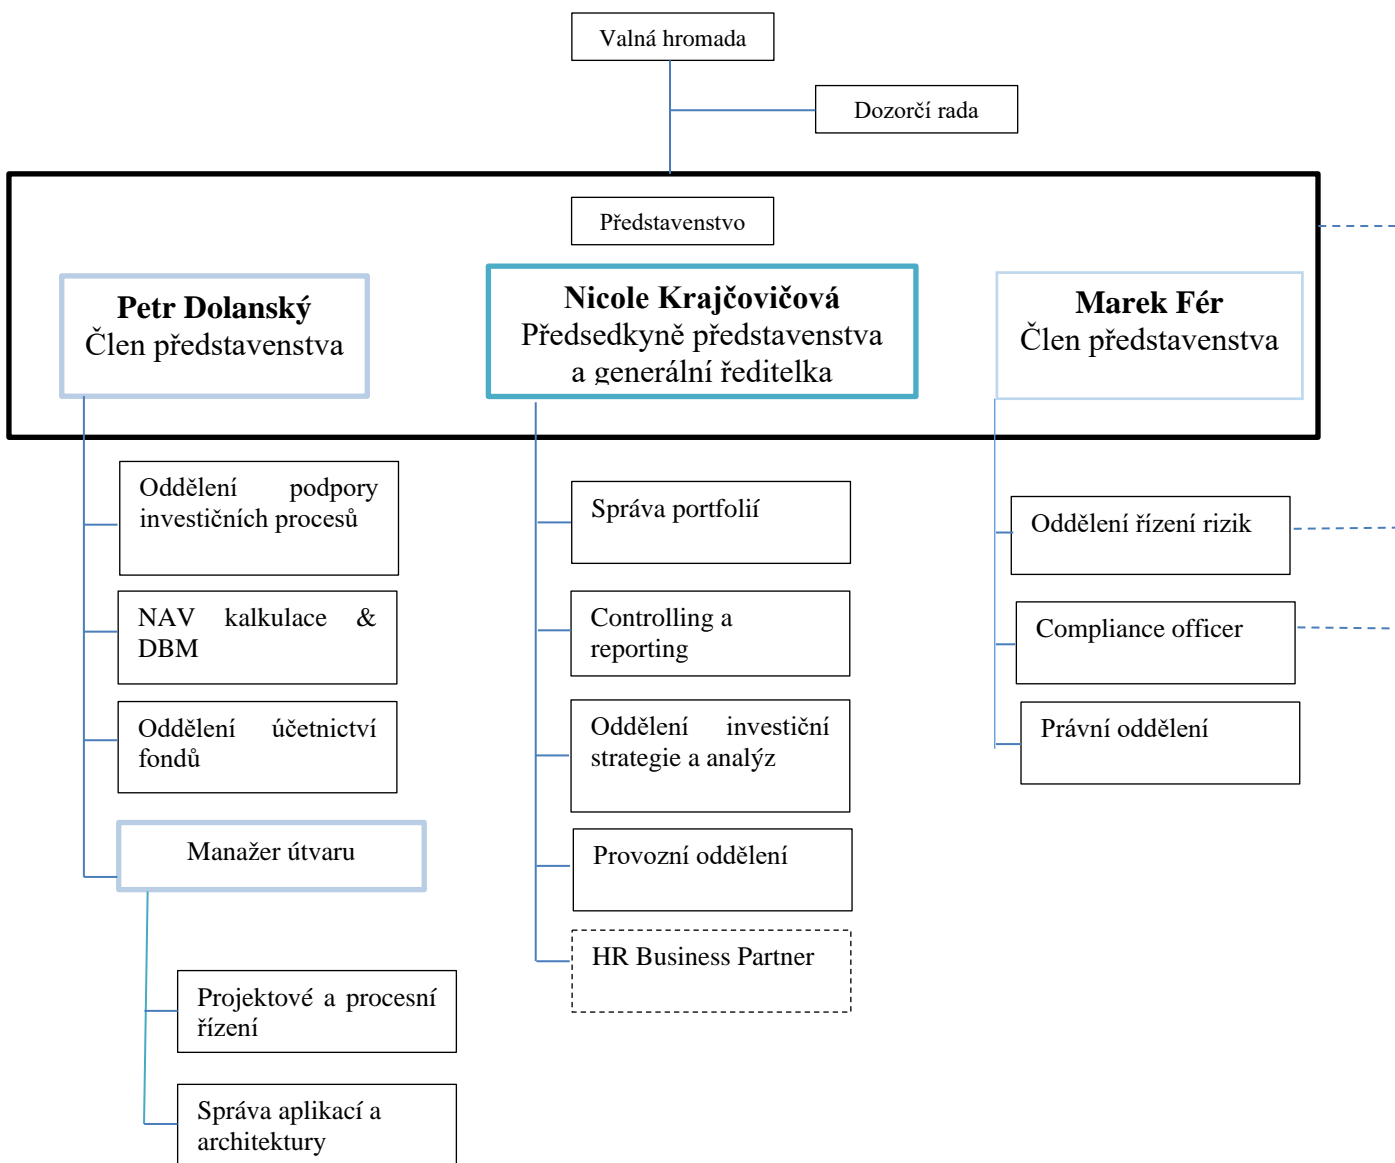 Valná hromada
Dozorčí rada
Představenstvo
Petr Dolanský
Člen představenstva
Nicole Krajčovičová
Předsedkyně představenstva
a generální ředitelka
Marek Fér
Člen představenstva
Oddělení podpory
investičních procesů
NAV kalkulace &
DBM
Oddělení účetnictví
fondů
Manažer útvaru
Projektové a procesní
řízení
Správa aplikací a
architektury
Správa portfolií
Controlling a
reporting
Oddělení investiční
strategie a analýz
Provozní oddělení
HR Business Partner
Oddělení řízení rizik
Compliance officer
Právní oddělení